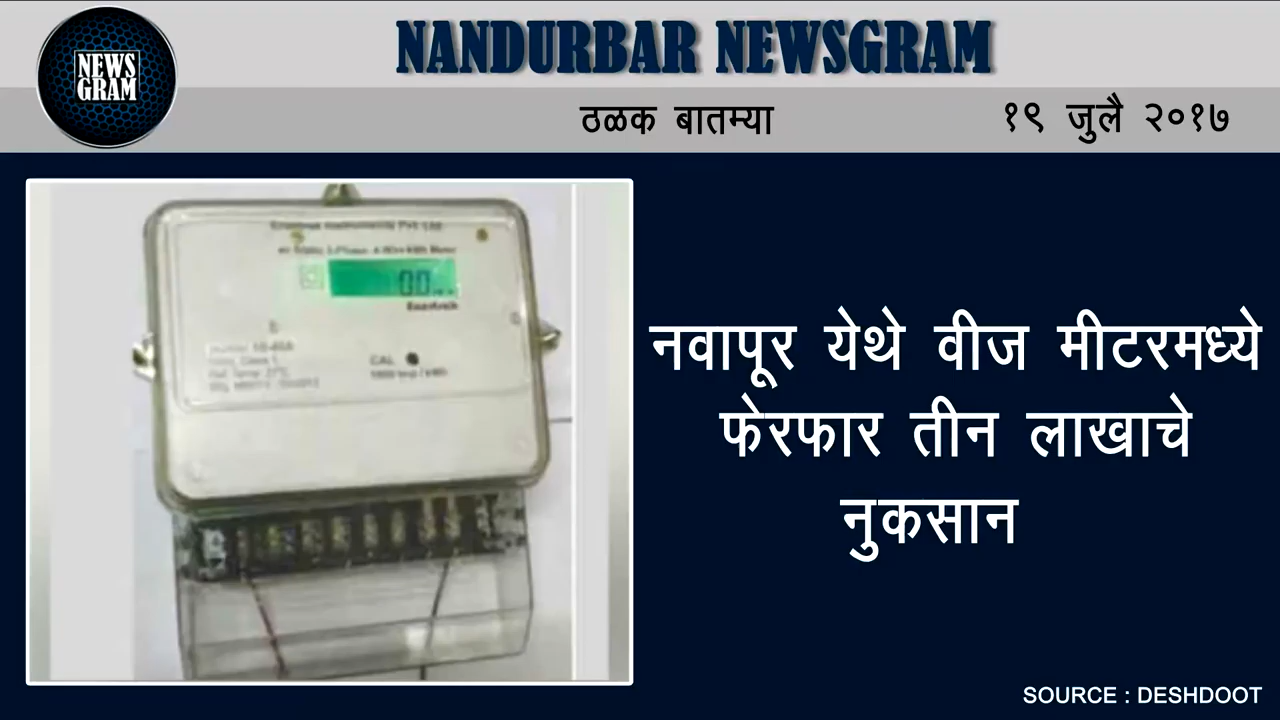 NEWS
GRAM
NANDURBAR NEWSGRAM
ठळक बातम्या
१९ जुलै २०१७
नवापूर येथे वीज मीटरमध्ये
फेरफार तीन लाखाचे
नुकसान
00
CAL
SOURCE : DESHDOOT